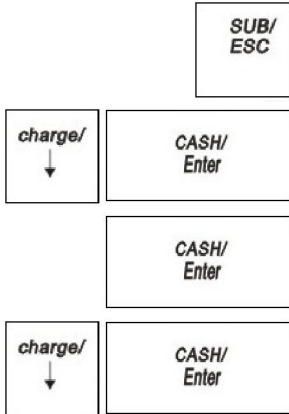 SUB/
ESC
charge/
↓
CASH/
Enter
CASH/
Enter
charge/
↓
CASH/
Enter